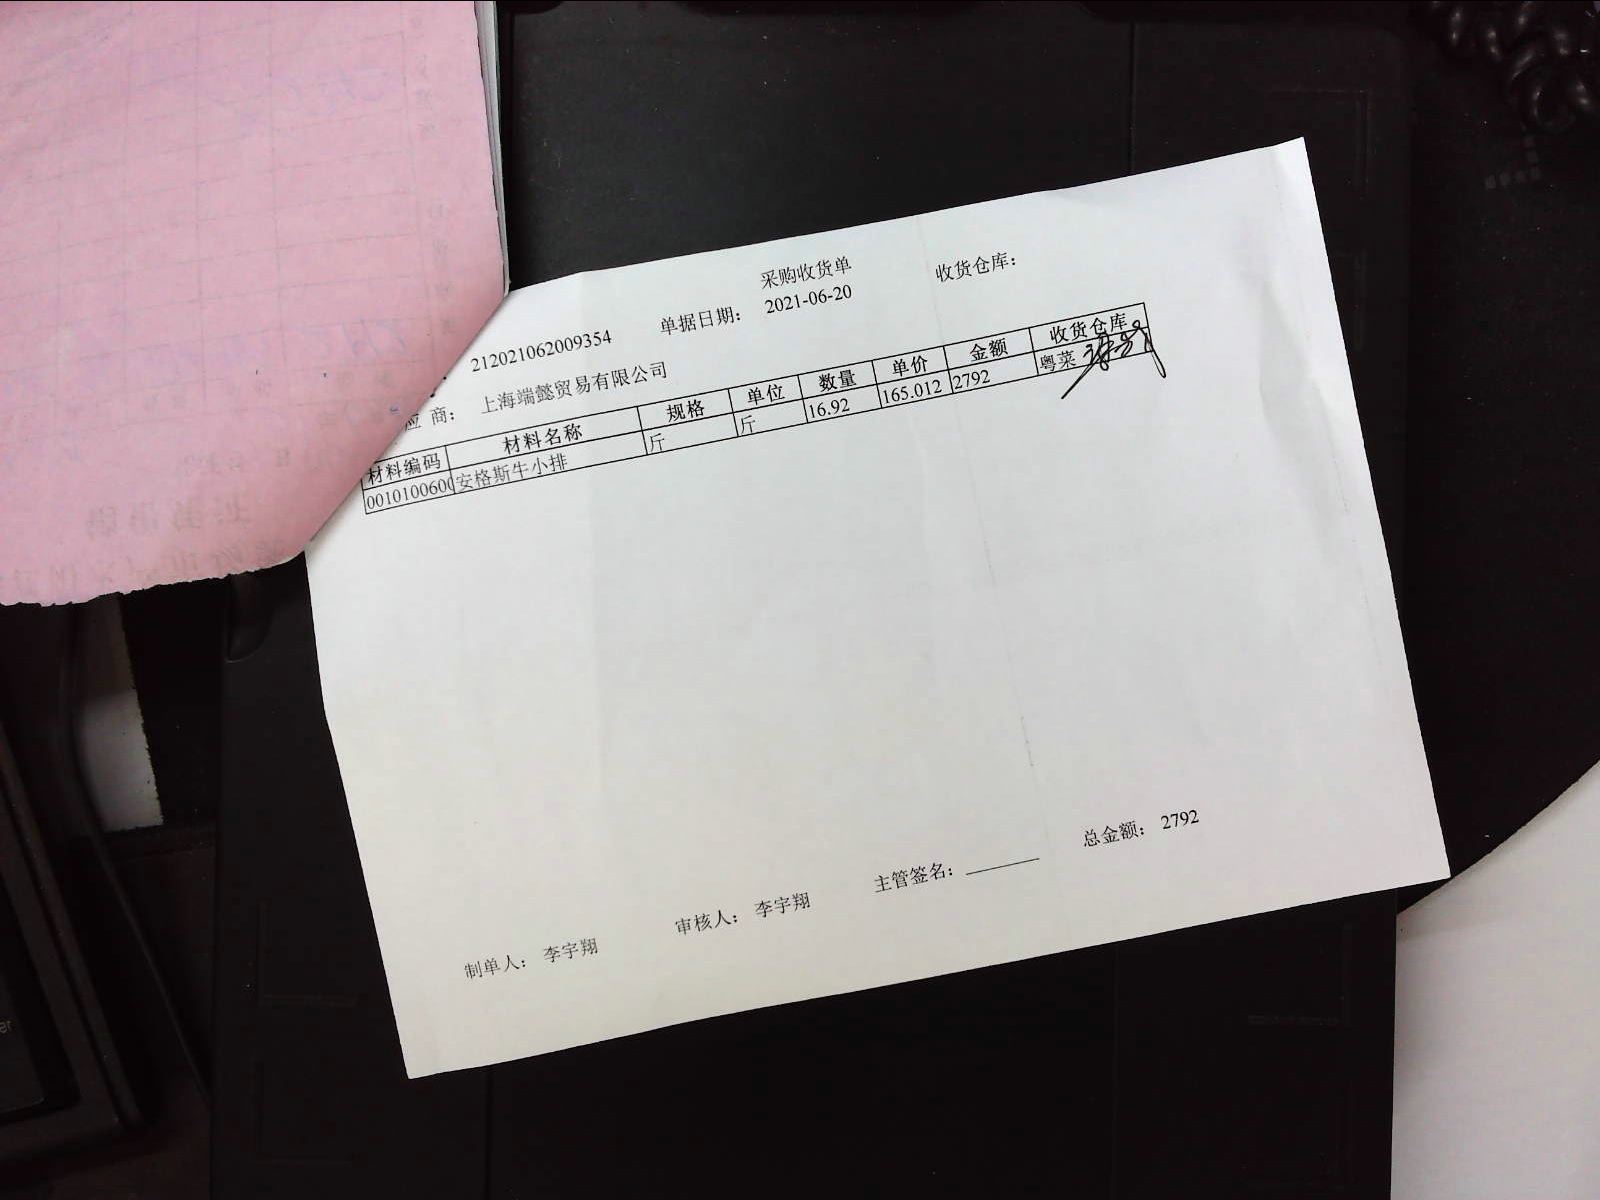 采购收货单
收货仓库：
212021062009354 单据日期： 2021-06-20
应 商： 上海端懿贸易有限公司
材料编码 材料名称 规格 单位 数量 单价 金额 收货仓库
0010100600 安格斯牛小排 斤 斤 16.92 165.012 2792 粤菜
制单人： 李宇翔 审核人： 李宇翔 主管签名： 总金额： 2792